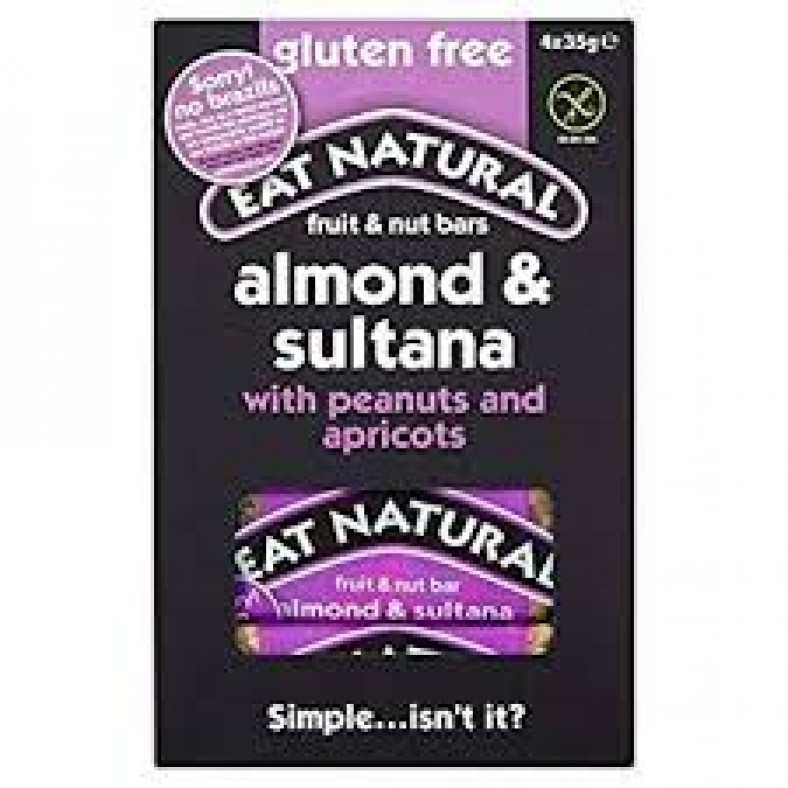 gluten free
4x35g℮
Sorry!
no brazils
EAT NATURAL
fruit & nut bars
almond &
sultana
with peanuts and
apricots
EAT NATURAL
fruit & nut bar
almond & sultana
Simple...isn't it?